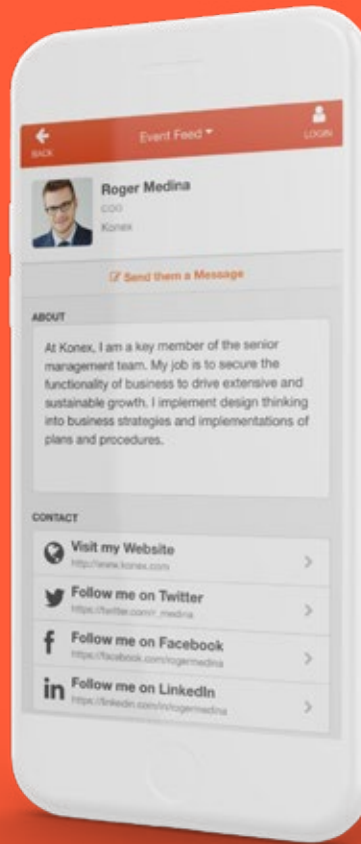 BACK
Event Feed
LOGIN
Roger Medina
COO
Konex
Send them a Message
ABOUT
At Konex, I am a key member of the senior
management team. My job is to secure the
functionality of business to drive extensive and
sustainable growth. I implement design thinking
into business strategies and implementations of
plans and procedures.
CONTACT
Visit my Website
http://www.konex.com
Follow me on Twitter
https://twitter.com/r_medina
Follow me on Facebook
https://facebook.com/rogermedina
Follow me on LinkedIn
https://linkedin.com/in/rogermedina